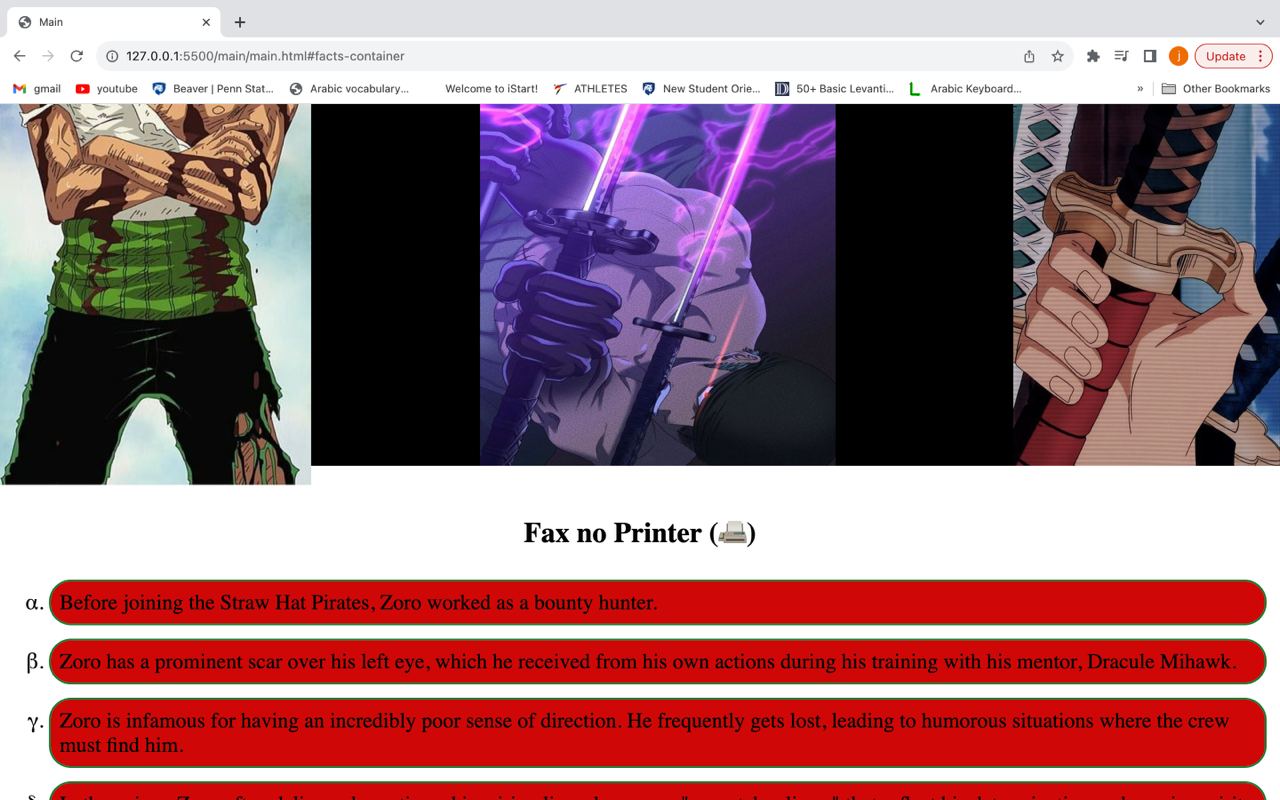 Main
127.0.0.1:5500/main/main.html#facts-container
j
Update
gmail
youtube
Beaver | Penn Stat...
Arabic vocabulary...
Welcome to iStart!
ATHLETES
New Student Orie...
50+ Basic Levanti...
Arabic Keyboard...
»
Other Bookmarks
Fax no Printer (📠)
α. Before joining the Straw Hat Pirates, Zoro worked as a bounty hunter.
β. Zoro has a prominent scar over his left eye, which he received from his own actions during his training with his mentor, Dracule Mihawk.
γ. Zoro is infamous for having an incredibly poor sense of direction. He frequently gets lost, leading to humorous situations where the crew
must find him.